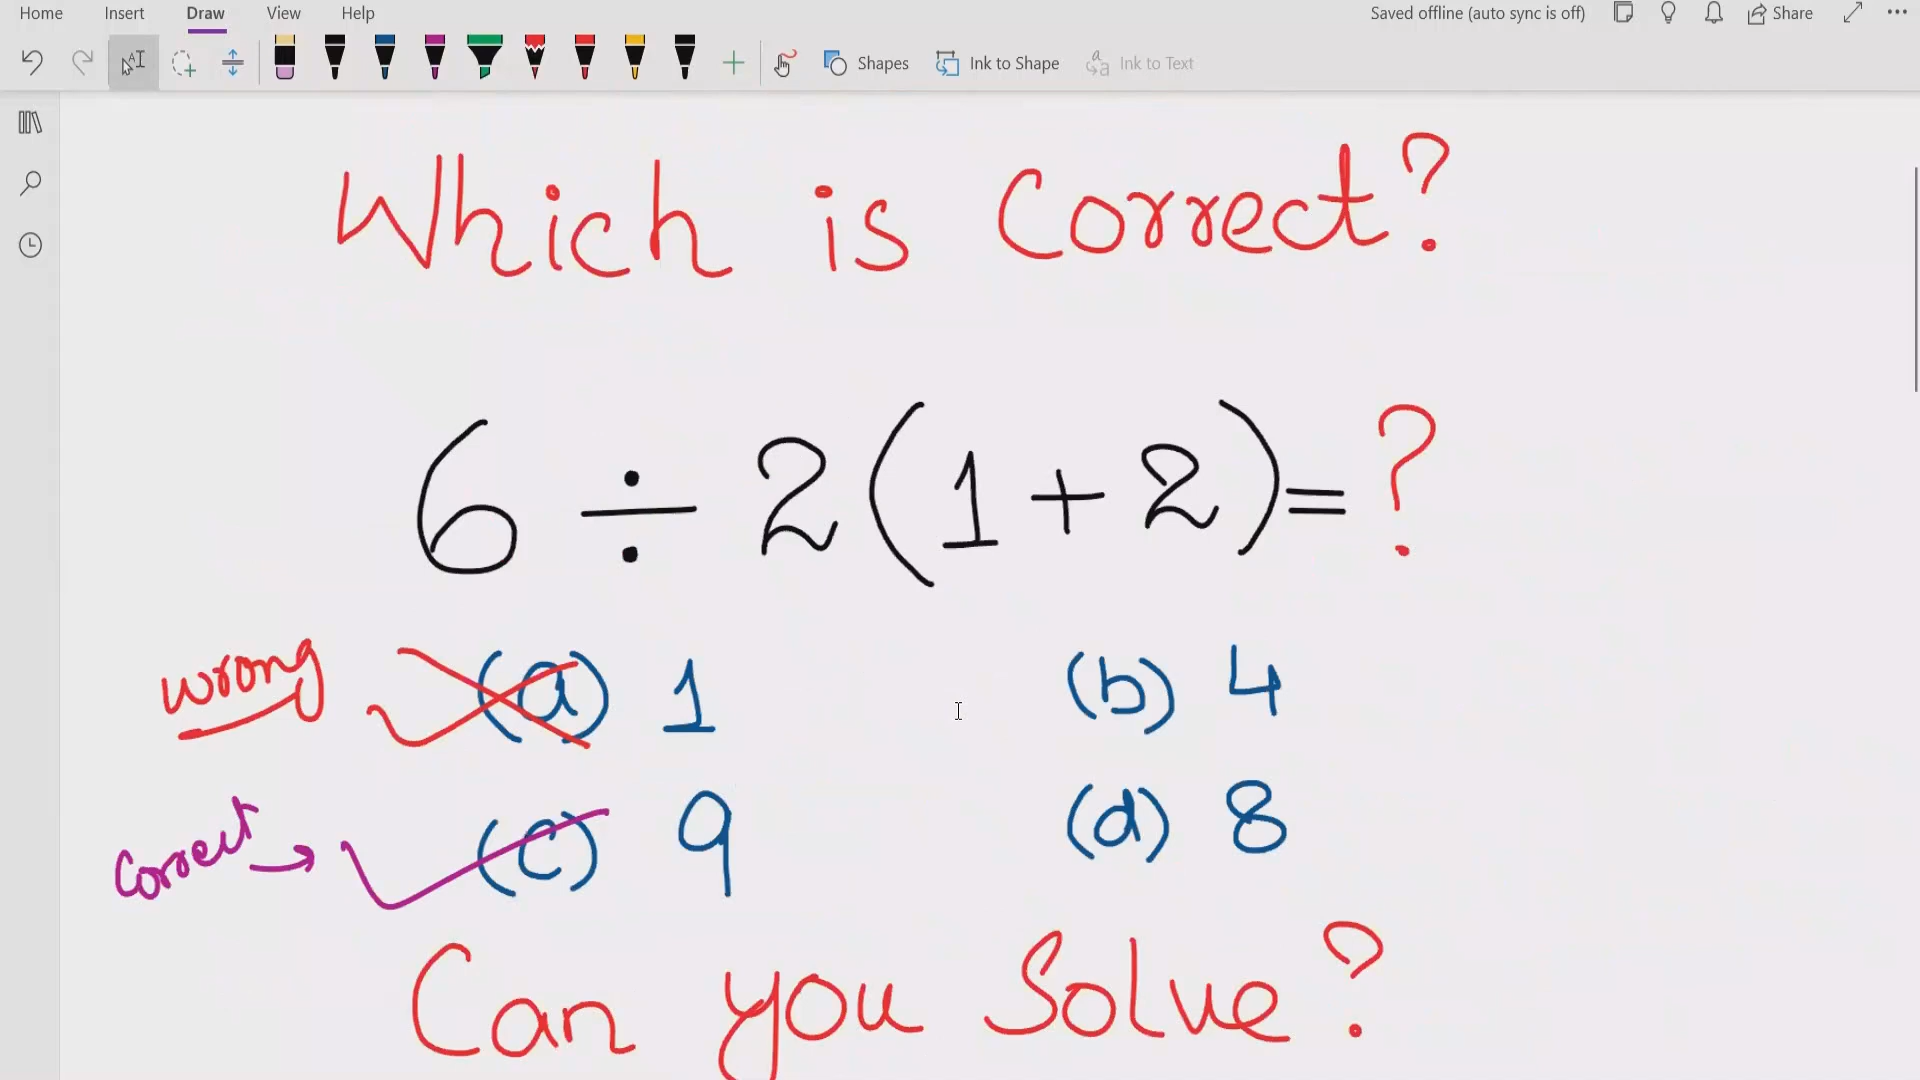 Home Insert Draw View Help Saved offline (auto sync is off) Share
Shapes Ink to Shape Ink to Text
Which is Correct?
6 ÷ 2(1+2)=?
wrong (a) 1 (b) 4
Correct → (c) 9 (d) 8
Can you Solve?